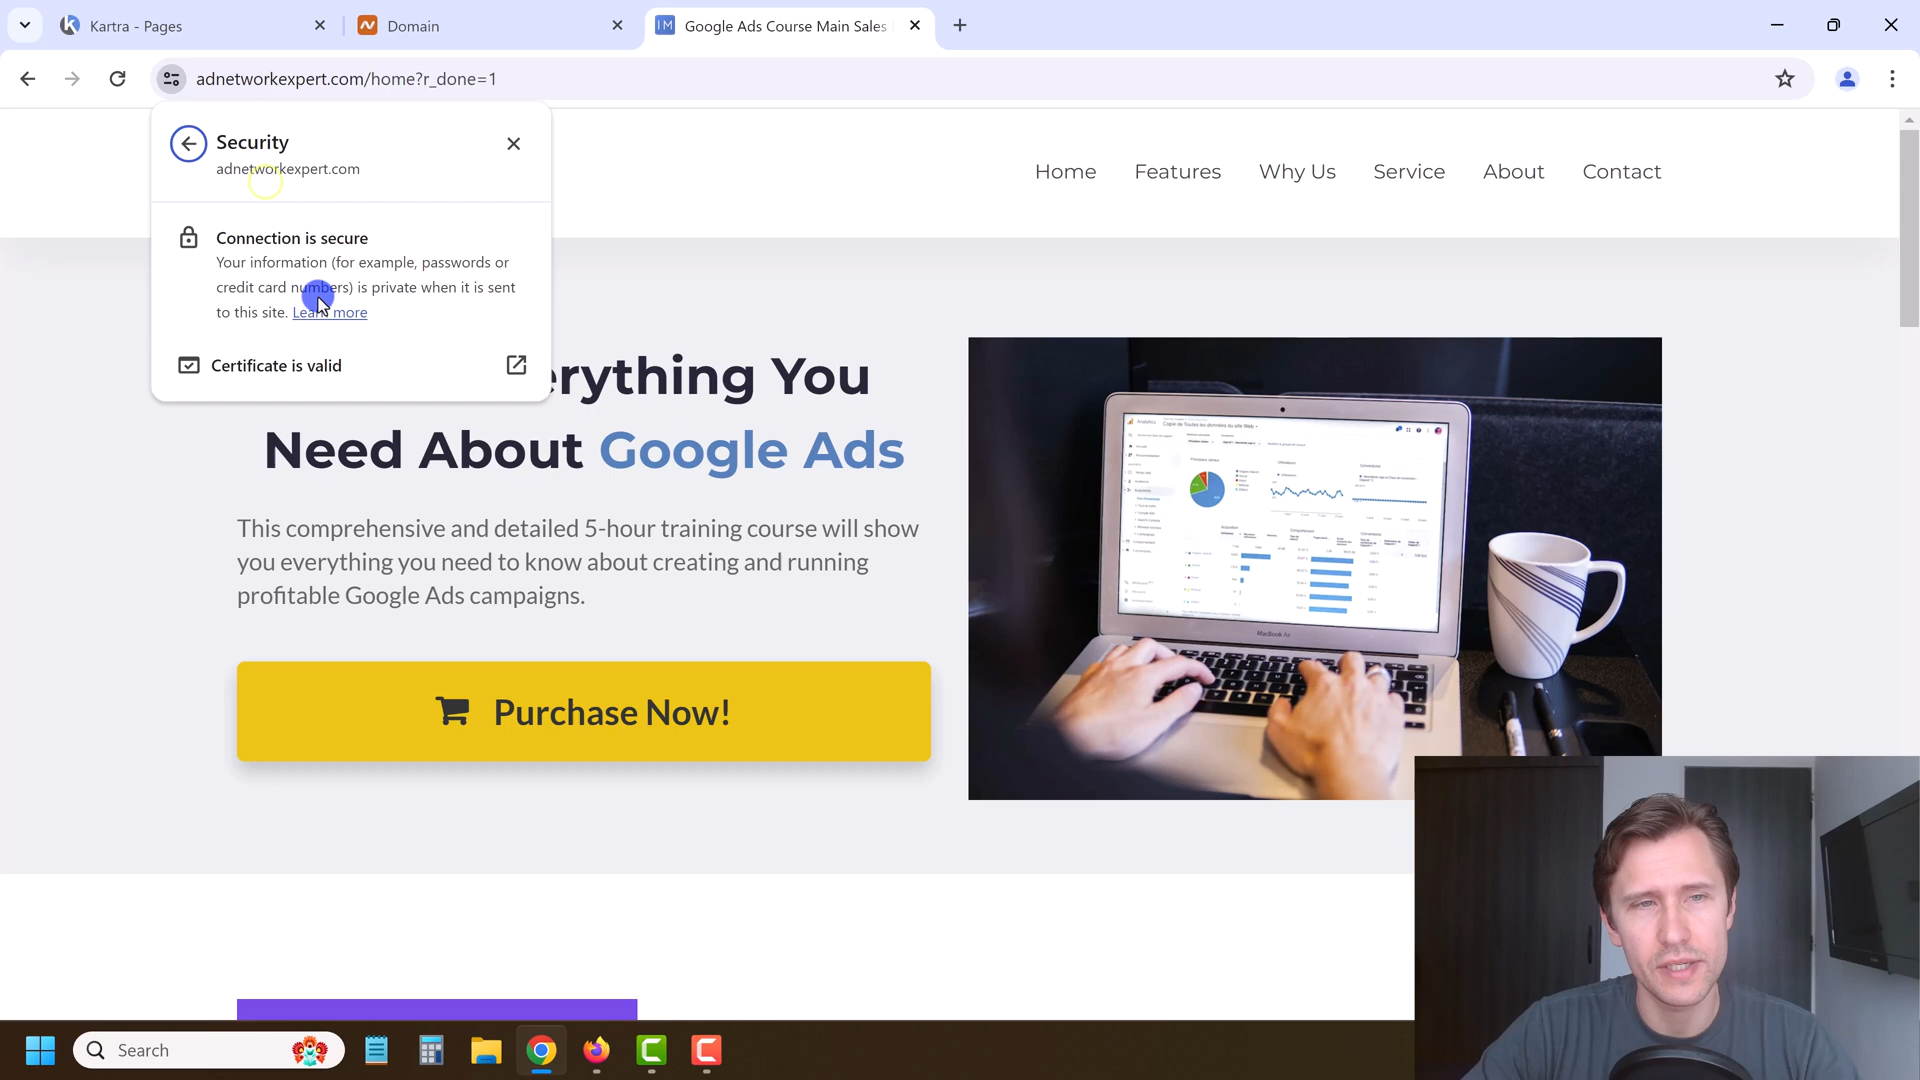 Kartra - Pages
Domain
Google Ads Course Main Sales
adnetworkexpert.com/home?r_done=1
Security
adnetworkexpert.com
Connection is secure
Your information (for example, passwords or
credit card numbers) is private when it is sent
to this site. Learn more
Certificate is valid
Home Features Why Us Service About Contact
erything You
Need About Google Ads
This comprehensive and detailed 5-hour training course will show
you everything you need to know about creating and running
profitable Google Ads campaigns.
Purchase Now!
Analytics
MacBook Air
Search